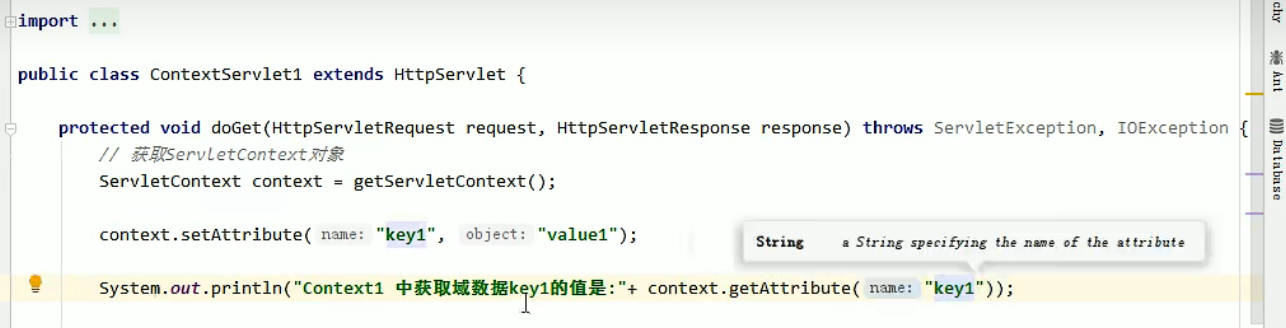 import ...
public class ContextServlet1 extends HttpServlet {
protected void doGet(HttpServletRequest request, HttpServletResponse response) throws ServletException, IOException {
// 获取ServletContext对象
ServletContext context = getServletContext();
context.setAttribute( name: "key1", object: "value1");
String a String specifying the name of the attribute
System.out.println("Context1 中获取域数据key1的值是:"+ context.getAttribute( name: "key1"));
chy
Ant
Database